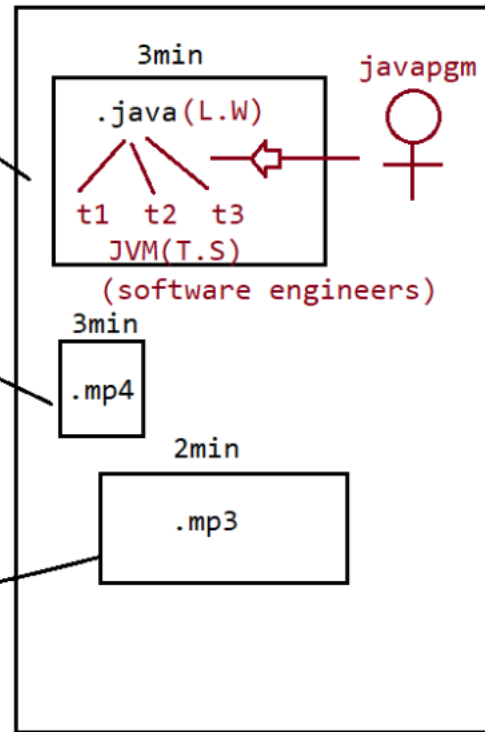 3min
javapgm
.java(L.W)
t1 t2 t3
JVM(T.S)
(software engineers)
3min
.mp4
2min
.mp3